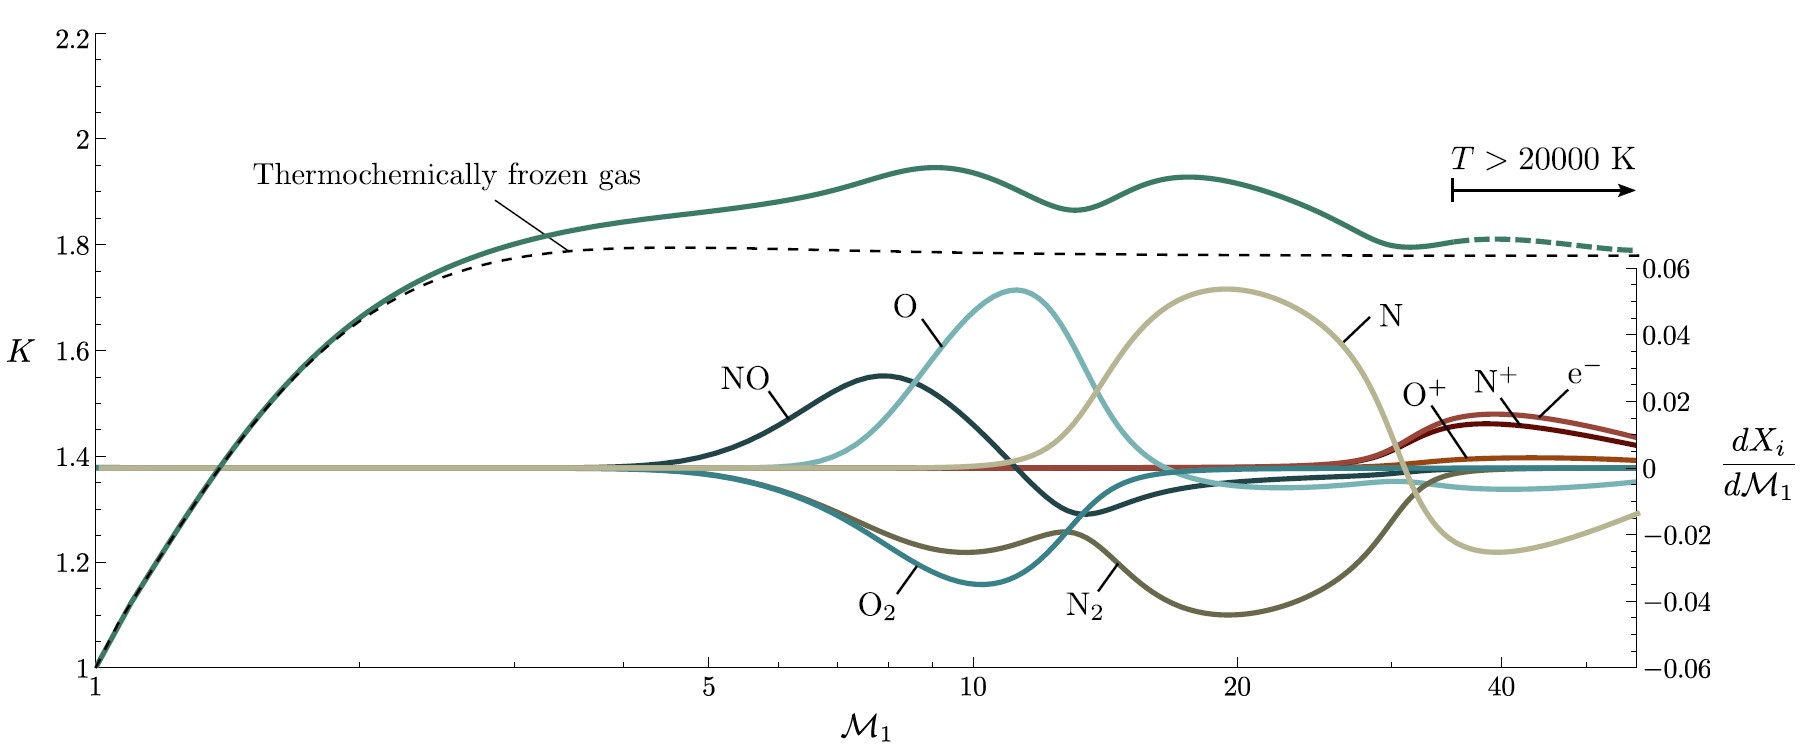 2.2
2
Thermochemically frozen gas
T > 20000 K
1.8
0.06
O
N
0.04
K
1.6
NO
O⁺
N⁺
e⁻
0.02
1.4
0
dXᵢ
dℳ₁
−0.02
1.2
O₂
N₂
−0.04
1
−0.06
1
5
10
20
40
ℳ₁